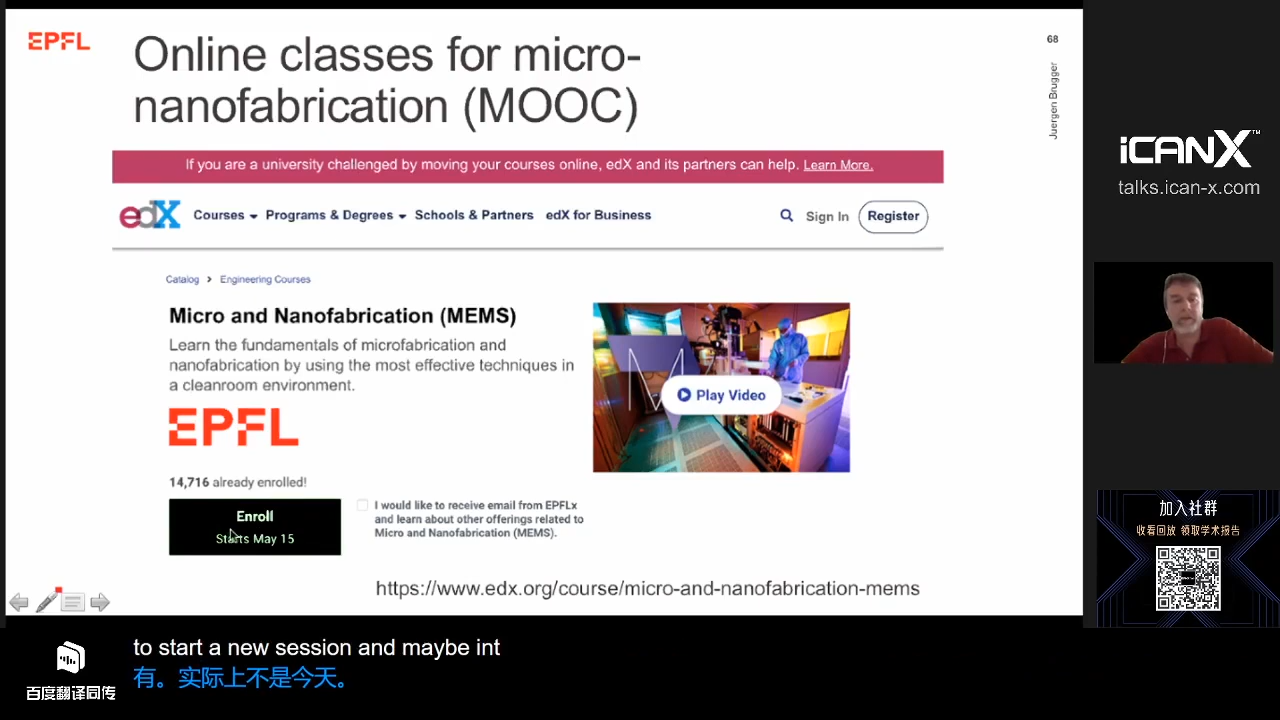 EPFL
Online classes for micro-
nanofabrication (MOOC)
68
Juergen Brugger
If you are a university challenged by moving your courses online, edX and its partners can help. Learn More.
edX
Courses
Programs & Degrees
Schools & Partners
edX for Business
Sign In
Register
Catalog > Engineering Courses
Micro and Nanofabrication (MEMS)
Learn the fundamentals of microfabrication and
nanofabrication by using the most effective techniques in
a cleanroom environment.
EPFL
14,716 already enrolled!
Enroll
Starts May 15
I would like to receive email from EPFLx
and learn about other offerings related to
Micro and Nanofabrication (MEMS).
M
Play Video
https://www.edx.org/course/micro-and-nanofabrication-mems
iCANX™
talks.ican-x.com
加入社群
收看回放 领取学术报告
to start a new session and maybe int
有。实际上不是今天。
百度翻译同传